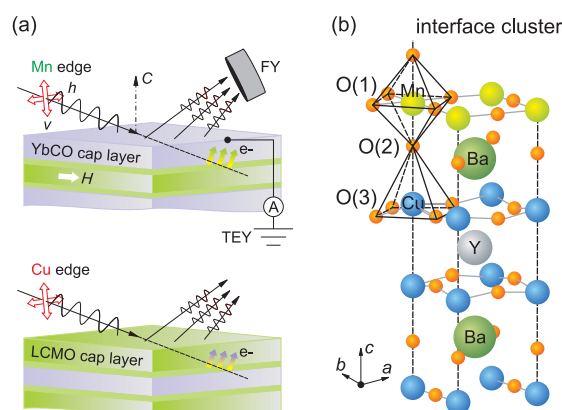 (a)
Mn edge
h
v
C
FY
YbCO cap layer
e-
H
A
TEY
Cu edge
LCMO cap layer
e-
(b)
interface cluster
O(1)
Mn
O(2)
Ba
O(3)
Cu
Y
Ba
c
b
a